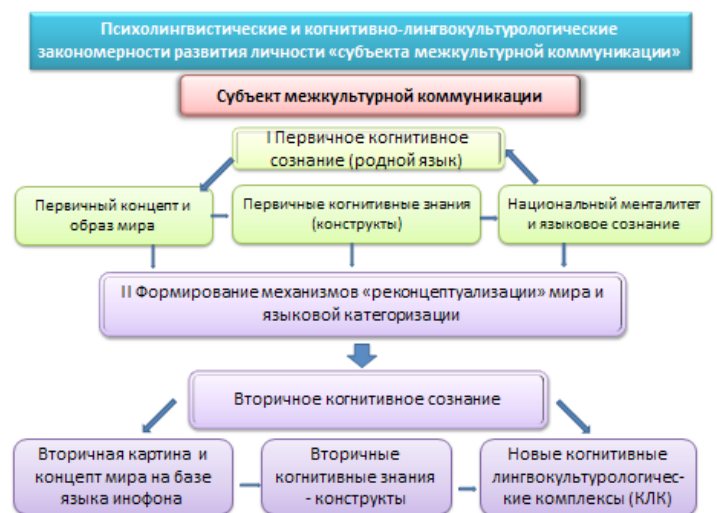 Психолингвистические и когнитивно-лингвокультурологические
закономерности развития личности «субъекта межкультурной коммуникации»
Субъект межкультурной коммуникации
I Первичное когнитивное
сознание (родной язык)
Первичный концепт и
образ мира
Первичные когнитивные знания
(конструкты)
Национальный менталитет
и языковое сознание
II Формирование механизмов «реконцептуализации» мира и
языковой категоризации
Вторичное когнитивное сознание
Вторичная картина и
концепт мира на базе
языка инофона
Вторичные
когнитивные знания
- конструкты
Новые когнитивные
лингвокультурологичес-
кие комплексы (КЛК)